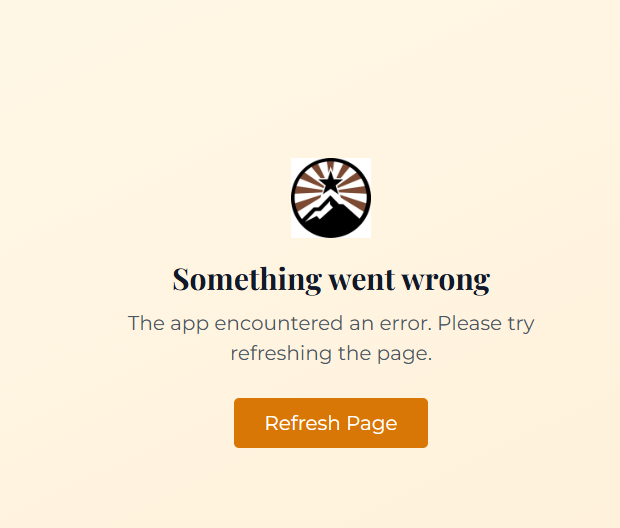 Something went wrong
The app encountered an error. Please try
refreshing the page.
Refresh Page